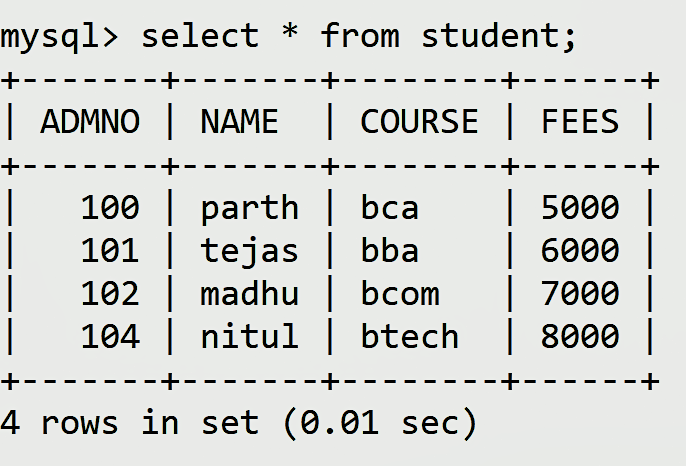 mysql> select * from student;
+-------+-------+--------+------+
| ADMNO | NAME  | COURSE | FEES |
+-------+-------+--------+------+
|   100 | parth | bca    | 5000 |
|   101 | tejas | bba    | 6000 |
|   102 | madhu | bcom   | 7000 |
|   104 | nitul | btech  | 8000 |
+-------+-------+--------+------+
4 rows in set (0.01 sec)